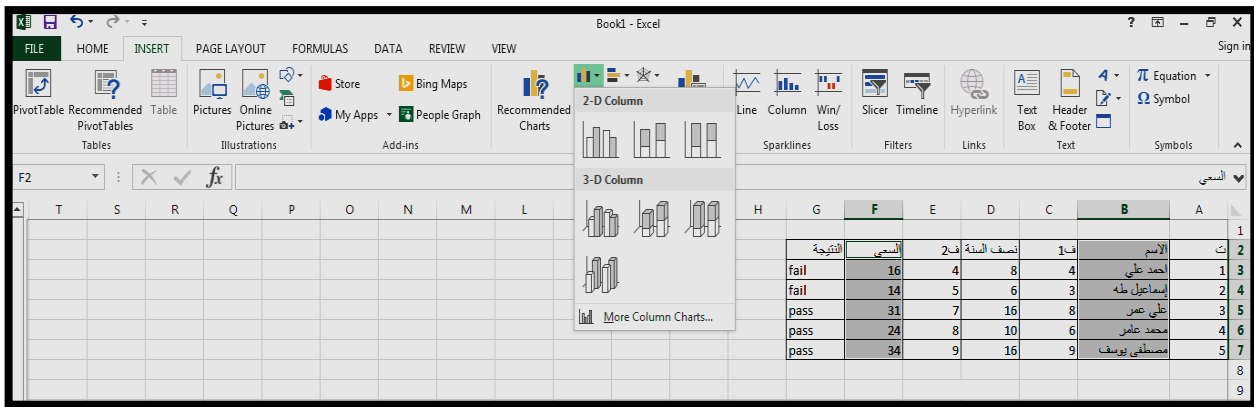 Book1 - Excel
Sign in
FILE HOME INSERT PAGE LAYOUT FORMULAS DATA REVIEW VIEW
PivotTable Recommended PivotTables Table
Pictures Online Pictures
Store
My Apps
Bing Maps
People Graph
Recommended Charts
Line Column Win/Loss
Slicer Timeline
Hyperlink
Text Box
Header & Footer
Equation
Symbol
Tables Illustrations Add-ins Sparklines Filters Links Text Symbols
2-D Column
3-D Column
More Column Charts...
F2 fx السعي
T S R Q P O N M L H G F E D C B A
1
2 ت الاسم ف1 نصف السنة ف2 السعي النتيجة
3 1 احمد علي 4 8 4 16 fail
4 2 إسماعيل طه 3 6 5 14 fail
5 3 علي عمر 8 16 7 31 pass
6 4 محمد عامر 6 10 8 24 pass
7 5 مصطفى يوسف 9 16 9 34 pass
8
9